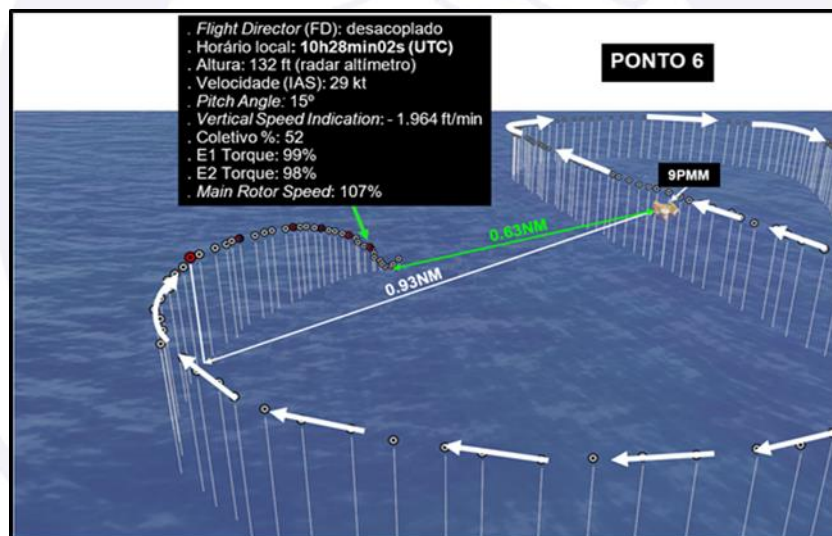 . Flight Director (FD): desacoplado
. Horário local: 10h28min02s (UTC)
. Altura: 132 ft (radar altímetro)
. Velocidade (IAS): 29 kt
. Pitch Angle: 15º
. Vertical Speed Indication: - 1.964 ft/min
. Coletivo %: 52
. E1 Torque: 99%
. E2 Torque: 98%
. Main Rotor Speed: 107%
PONTO 6
9PMM
0.63NM
0.93NM